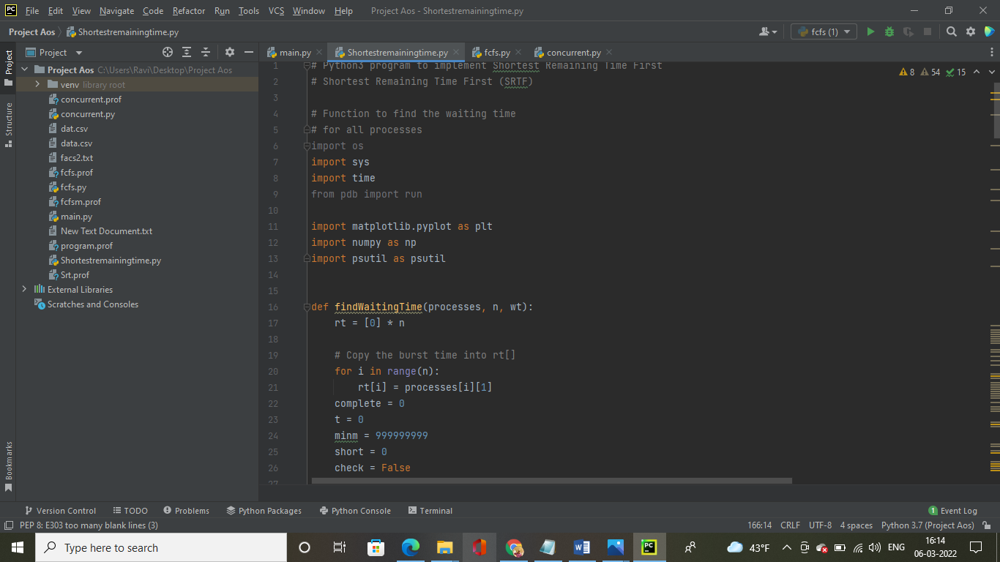 PC File Edit View Navigate Code Refactor Run Tools VCS Window Help Project Aos - Shortestremainingtime.py
Project Aos Shortestremainingtime.py fcfs (1)
Project
Structure
Bookmarks
Project
Project Aos C:\Users\Ravi\Desktop\Project Aos
venv library root
concurrent.prof
concurrent.py
dat.csv
data.csv
facs2.txt
fcfs.prof
fcfs.py
fcfsm.prof
main.py
New Text Document.txt
program.prof
Shortestremainingtime.py
Srt.prof
External Libraries
Scratches and Consoles
main.py Shortestremainingtime.py fcfs.py concurrent.py
8 54 15
1 # Python3 program to implement Shortest Remaining Time First
2 # Shortest Remaining Time First (SRTF)
3
4 # Function to find the waiting time
5 # for all processes
6 import os
7 import sys
8 import time
9 from pdb import run
10
11 import matplotlib.pyplot as plt
12 import numpy as np
13 import psutil as psutil
14
15
16 def findWaitingTime(processes, n, wt):
17 rt = [0] * n
18
19 # Copy the burst time into rt[]
20 for i in range(n):
21 rt[i] = processes[i][1]
22 complete = 0
23 t = 0
24 minm = 999999999
25 short = 0
26 check = False
27
Version Control TODO Problems Python Packages Python Console Terminal 1 Event Log
PEP 8: E303 too many blank lines (3) 166:14 CRLF UTF-8 4 spaces Python 3.7 (Project Aos)
Type here to search 43°F ENG 16:14
06-03-2022